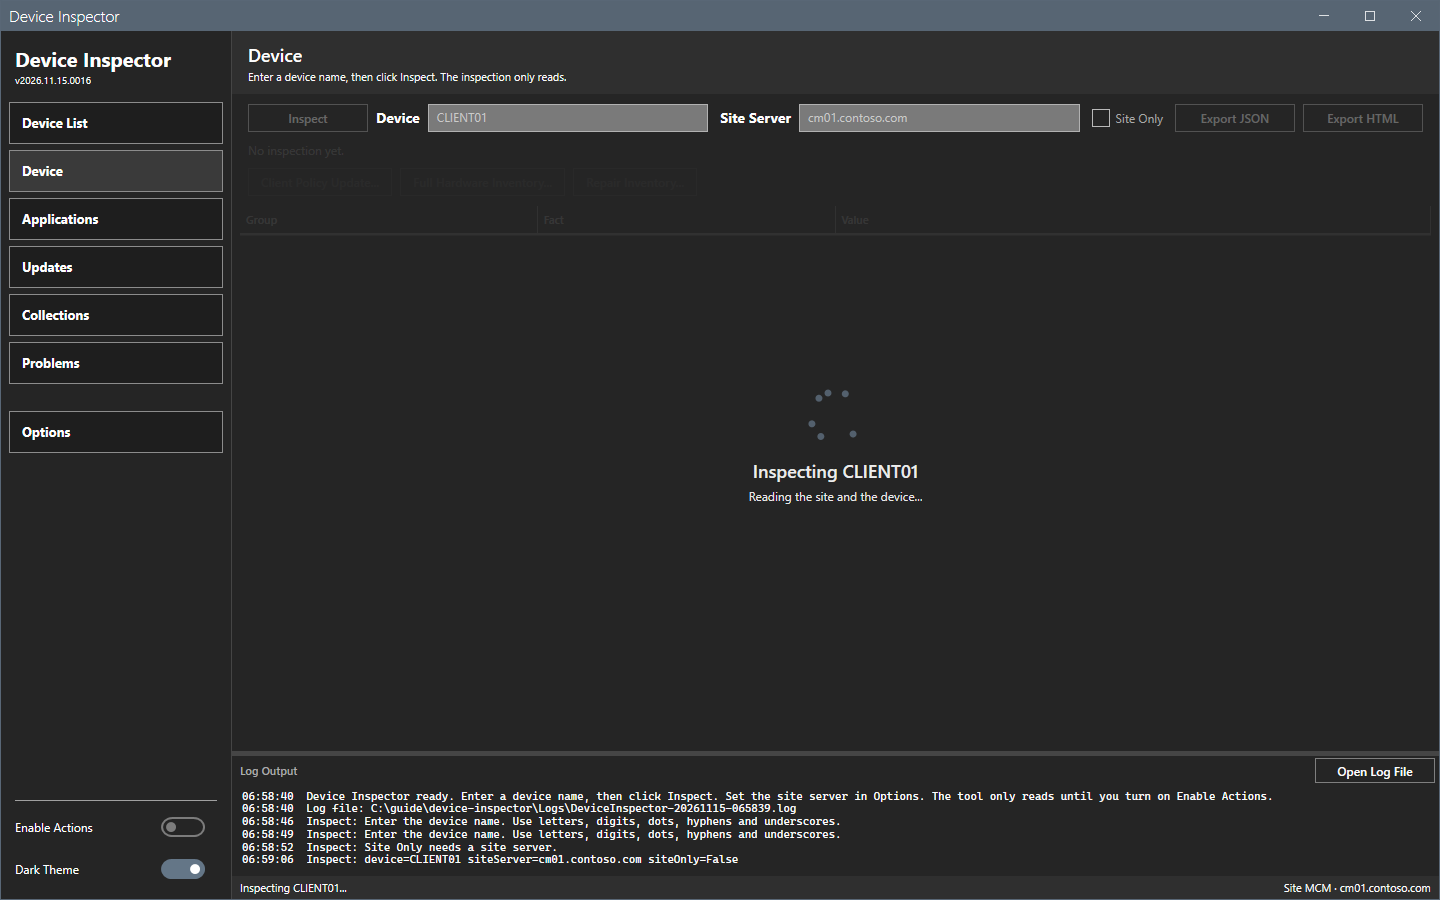 Device Inspector
Device Inspector
v2026.11.15.0016
Device List
Device
Applications
Updates
Collections
Problems
Options
Enable Actions
Dark Theme
Device
Enter a device name, then click Inspect. The inspection only reads.
Inspect Device CLIENT01 Site Server cm01.contoso.com Site Only Export JSON Export HTML
No inspection yet.
Client Policy Update... Full Hardware Inventory...
Group Fact Value
Inspecting CLIENT01
Reading the site and the device...
Log Output Open Log File
06:58:40 Device Inspector ready. Enter a device name, then click Inspect. Set the site server in Options. The tool only reads until you turn on Enable Actions.
06:58:40 Log file: C:\guide\device-inspector\Logs\DeviceInspector-20261115-065839.log
06:58:46 Inspect: Enter the device name. Use letters, digits, dots, hyphens and underscores.
06:58:49 Inspect: Enter the device name. Use letters, digits, dots, hyphens and underscores.
06:58:52 Inspect: Site Only needs a site server.
06:59:06 Inspect: device=CLIENT01 siteServer=cm01.contoso.com siteOnly=False
Inspecting CLIENT01... Site MCM · cm01.contoso.com